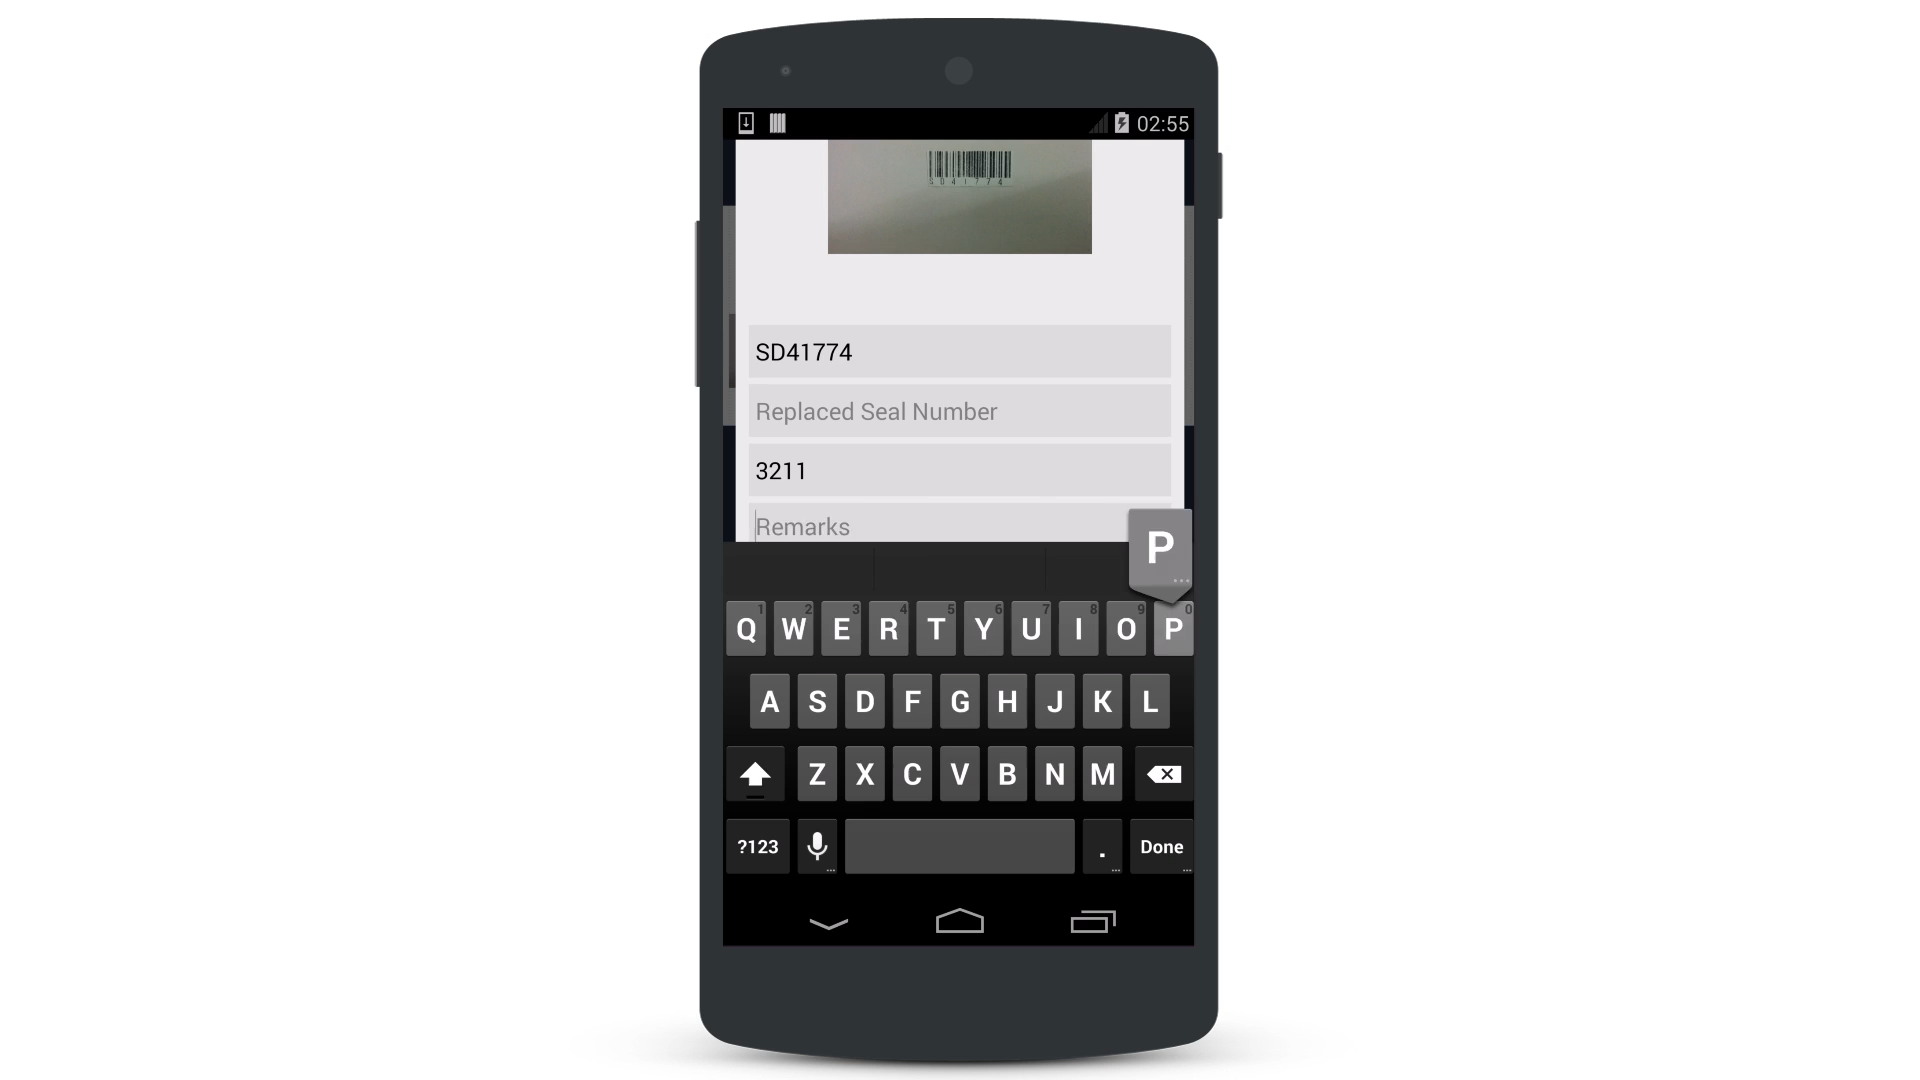 02:55
SD41774
SD41774
Replaced Seal Number
3211
Remarks
P
1 2 3 4 5 6 7 8 9 0
Q W E R T Y U I O P
A S D F G H J K L
Z X C V B N M
?123 . Done